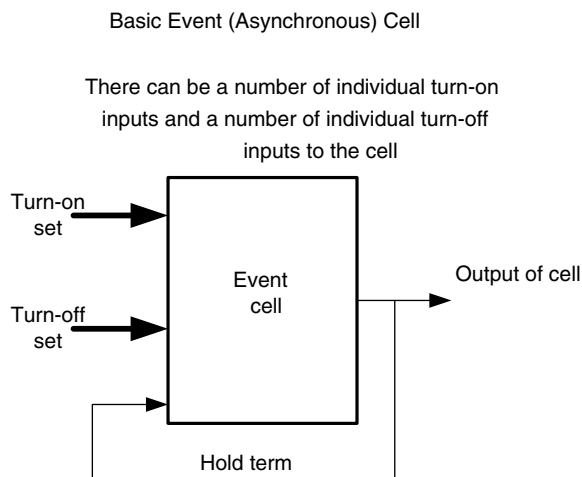 Basic Event (Asynchronous) Cell
There can be a number of individual turn-on
inputs and a number of individual turn-off
inputs to the cell
Turn-on
set
Turn-off
set
Event
cell
Output of cell
Hold term